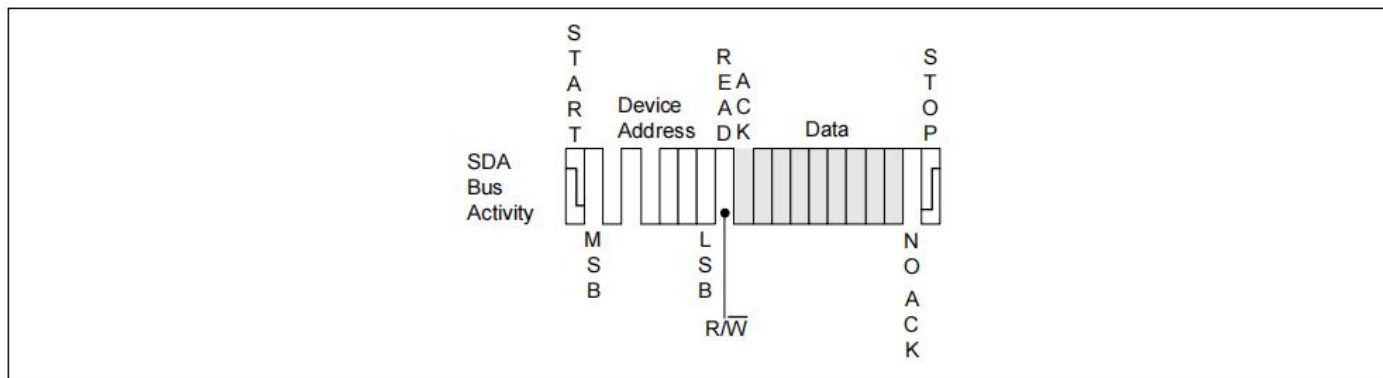 START
READ
ACK
STOP
Device
Address
Data
SDA
Bus
Activity
MSB
LSB
NO ACK
R/W̅